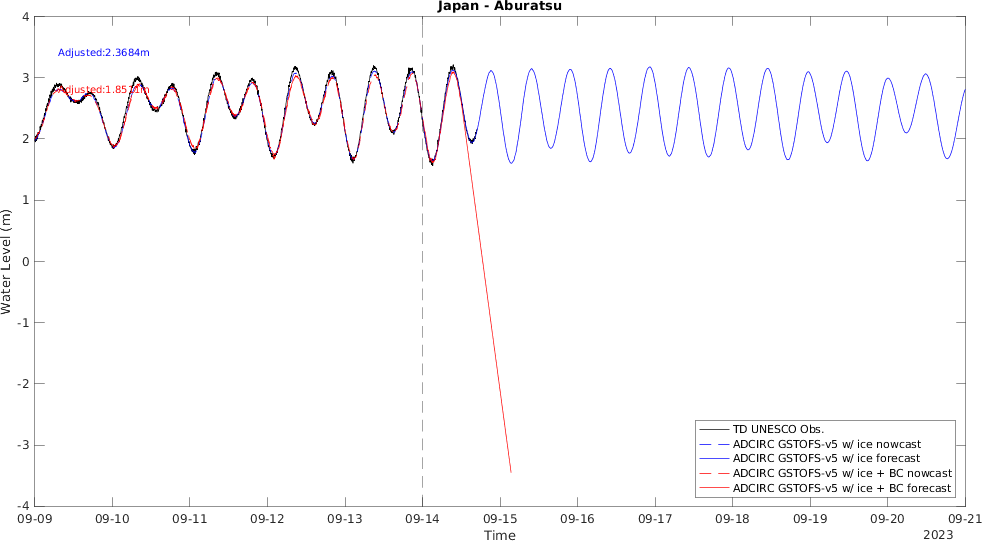 Japan - Aburatsu
Water Level (m)
4
3
2
1
0
-1
-2
-3
-4
Adjusted:2.3684m
TD UNESCO Obs.
ADCIRC GSTOFS-v5 w/ ice nowcast
ADCIRC GSTOFS-v5 w/ ice forecast
ADCIRC GSTOFS-v5 w/ ice + BC nowcast
ADCIRC GSTOFS-v5 w/ ice + BC forecast
09-09 09-10 09-11 09-12 09-13 09-14 09-15 09-16 09-17 09-18 09-19 09-20 09-21
Time
2023